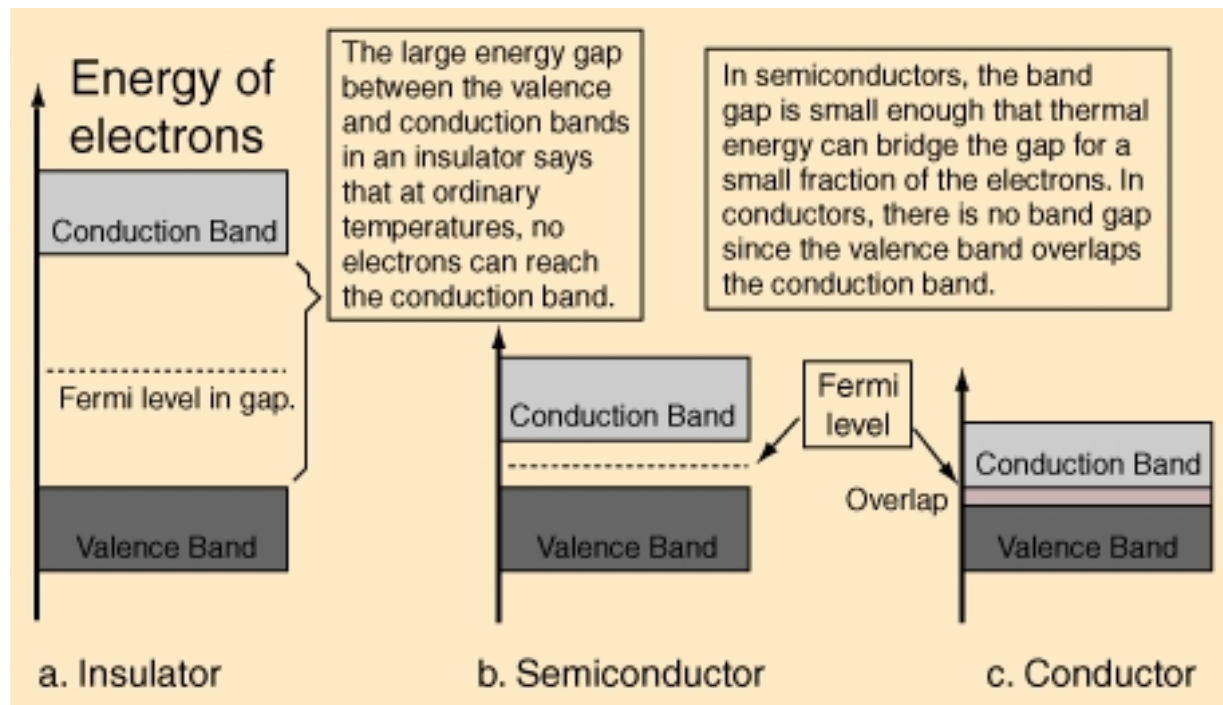 Energy of
electrons
Conduction Band
Fermi level in gap.
Valence Band
a. Insulator
The large energy gap
between the valence
and conduction bands
in an insulator says
that at ordinary
temperatures, no
electrons can reach
the conduction band.
In semiconductors, the band
gap is small enough that thermal
energy can bridge the gap for a
small fraction of the electrons. In
conductors, there is no band gap
since the valence band overlaps
the conduction band.
Conduction Band
Valence Band
b. Semiconductor
Fermi
level
Conduction Band
Overlap
Valence Band
c. Conductor